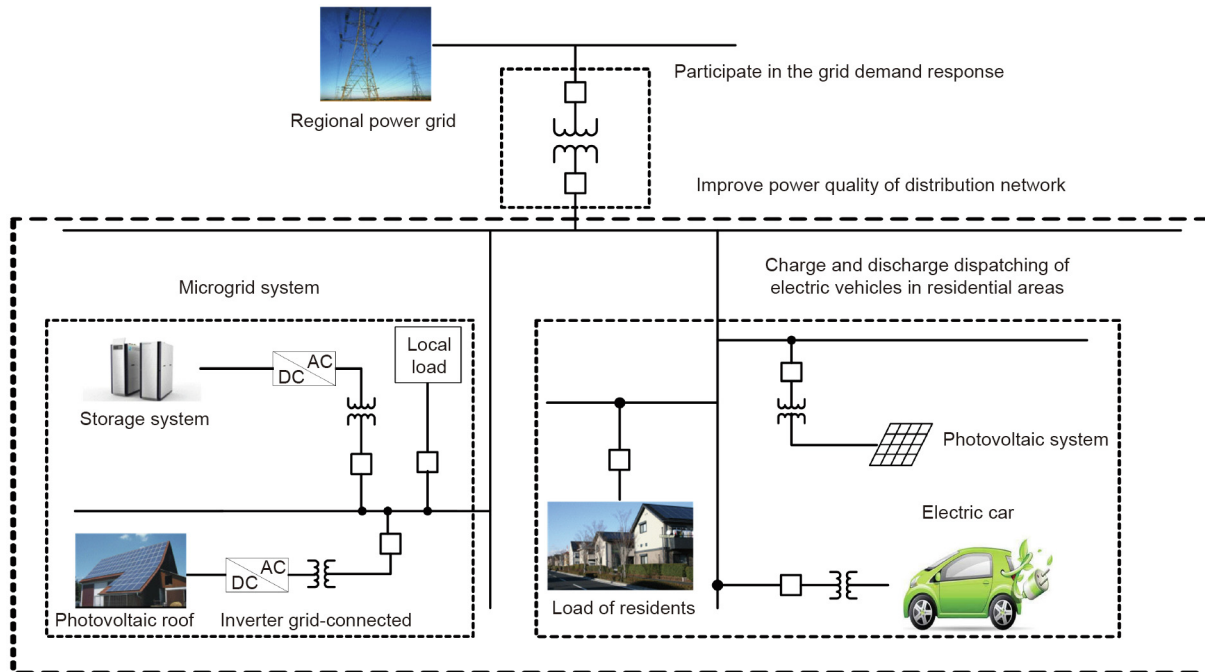 Participate in the grid demand response
Regional power grid
Improve power quality of distribution network
Charge and discharge dispatching of
electric vehicles in residential areas
Microgrid system
Local
load
AC
DC
Storage system
Photovoltaic system
Electric car
AC
DC
Photovoltaic roof
Inverter grid-connected
Load of residents